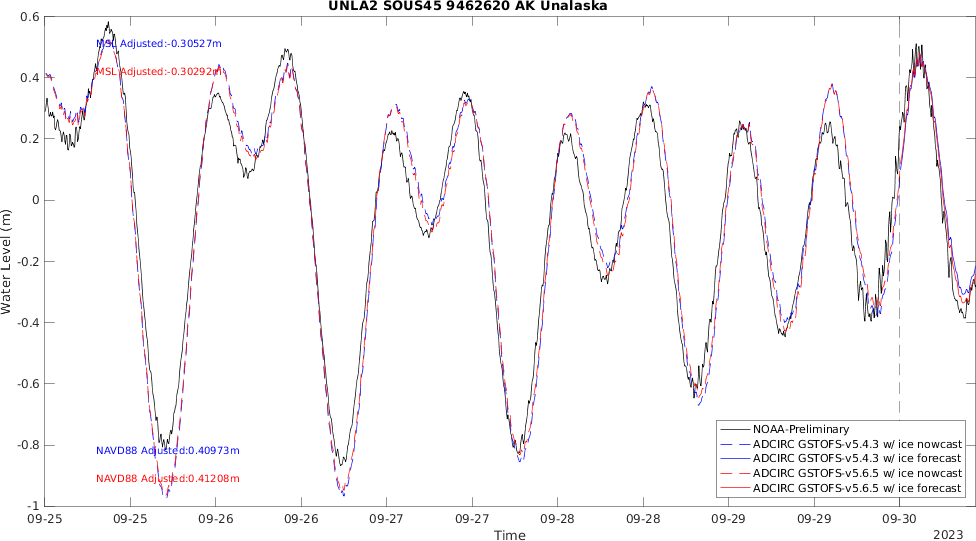 UNLA2 SOUS45 9462620 AK Unalaska
0.6
0.4
0.2
0
-0.2
-0.4
-0.6
-0.8
-1
Water Level (m)
MSL Adjusted:-0.30527m
MSL Adjusted:-0.30292m
NAVD88 Adjusted:0.40973m
NAVD88 Adjusted:0.41208m
NOAA-Preliminary
ADCIRC GSTOFS-v5.4.3 w/ ice nowcast
ADCIRC GSTOFS-v5.4.3 w/ ice forecast
ADCIRC GSTOFS-v5.6.5 w/ ice nowcast
ADCIRC GSTOFS-v5.6.5 w/ ice forecast
09-25 09-25 09-26 09-26 09-27 09-27 09-28 09-28 09-29 09-29 09-30
Time
2023